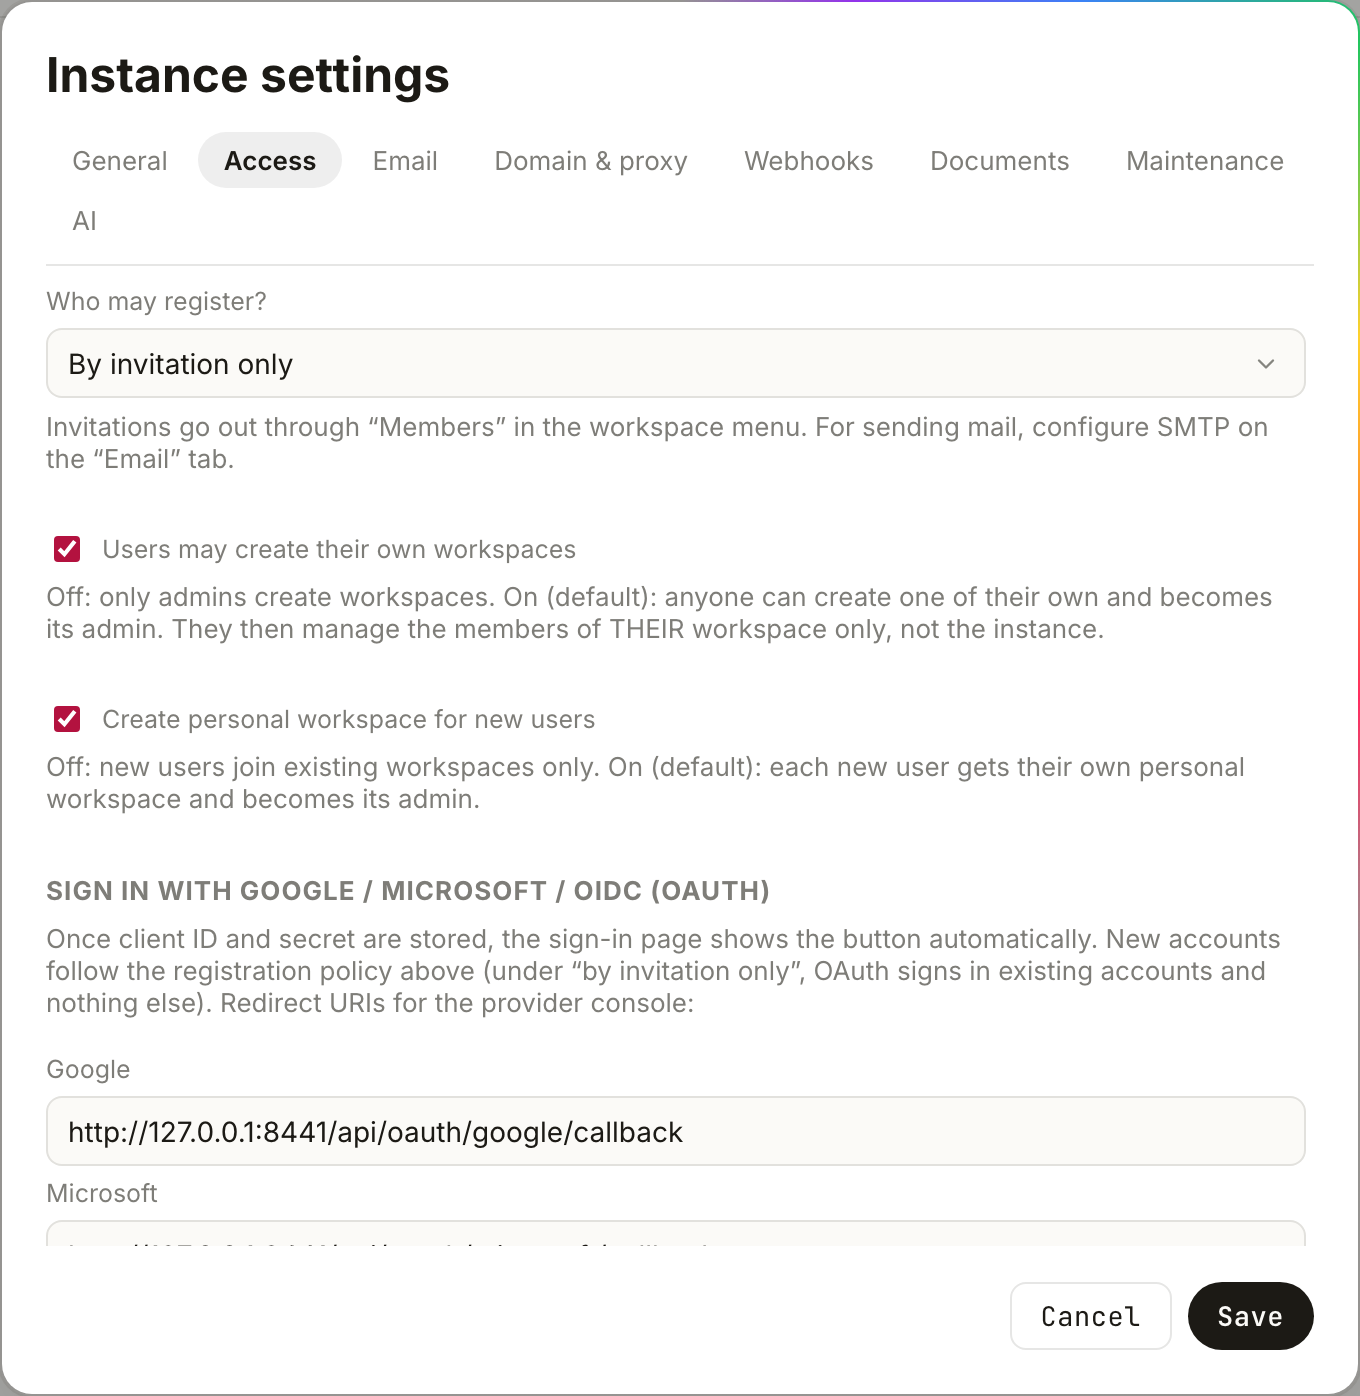 Instance settings
General Access Email Domain & proxy Webhooks Documents Maintenance
AI
Who may register?
By invitation only
Invitations go out through “Members” in the workspace menu. For sending mail, configure SMTP on
the “Email” tab.
Users may create their own workspaces
Off: only admins create workspaces. On (default): anyone can create one of their own and becomes
its admin. They then manage the members of THEIR workspace only, not the instance.
Create personal workspace for new users
Off: new users join existing workspaces only. On (default): each new user gets their own personal
workspace and becomes its admin.
SIGN IN WITH GOOGLE / MICROSOFT / OIDC (OAUTH)
Once client ID and secret are stored, the sign-in page shows the button automatically. New accounts
follow the registration policy above (under “by invitation only”, OAuth signs in existing accounts and
nothing else). Redirect URIs for the provider console:
Google
http://127.0.0.1:8441/api/oauth/google/callback
Microsoft
Cancel Save